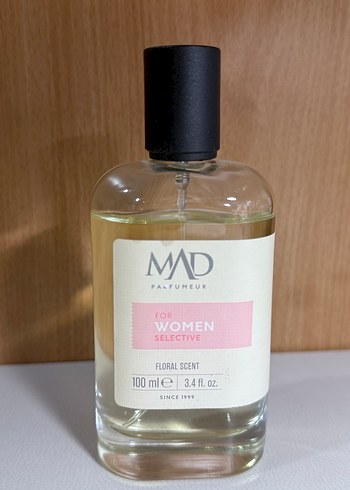 MAD
PARFUMEUR
FOR
WOMEN
SELECTIVE
FLORAL SCENT
100 ml ℮ 3.4 fl. oz.
SINCE 1999